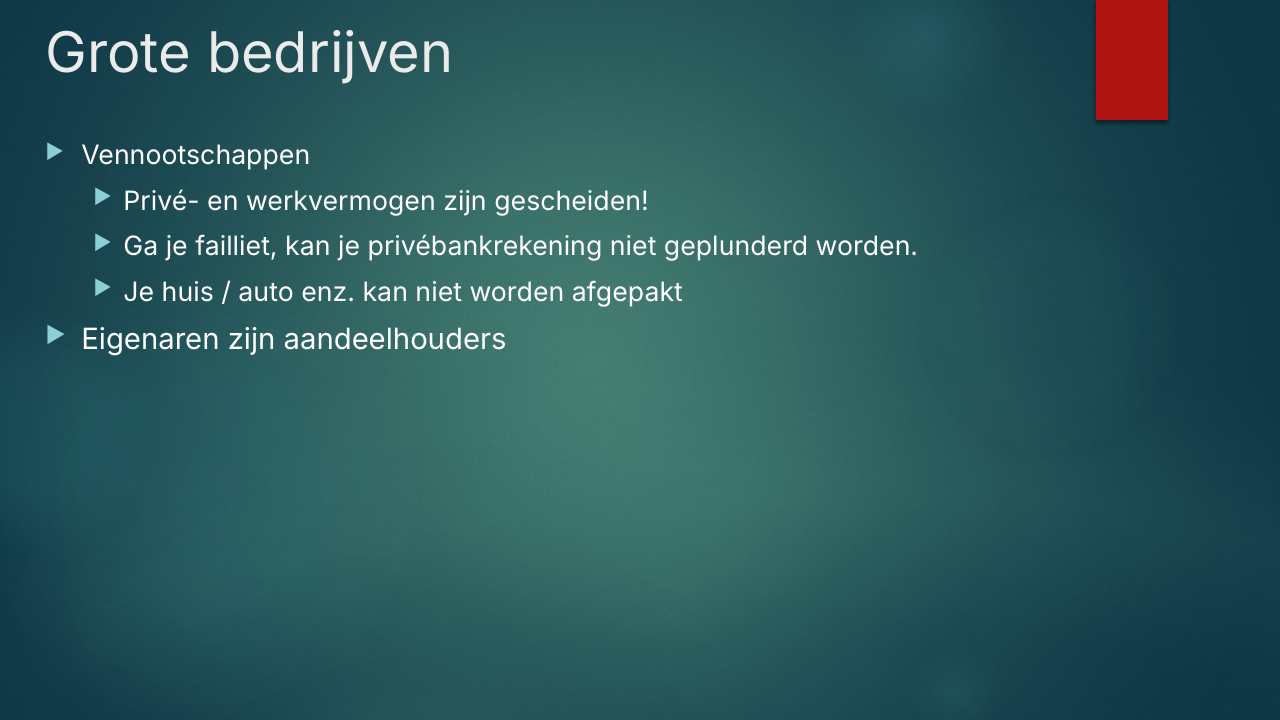 Grote bedrijven
Vennootschappen
Privé- en werkvermogen zijn gescheiden!
Ga je failliet, kan je privébankrekening niet geplunderd worden.
Je huis / auto enz. kan niet worden afgepakt
Eigenaren zijn aandeelhouders